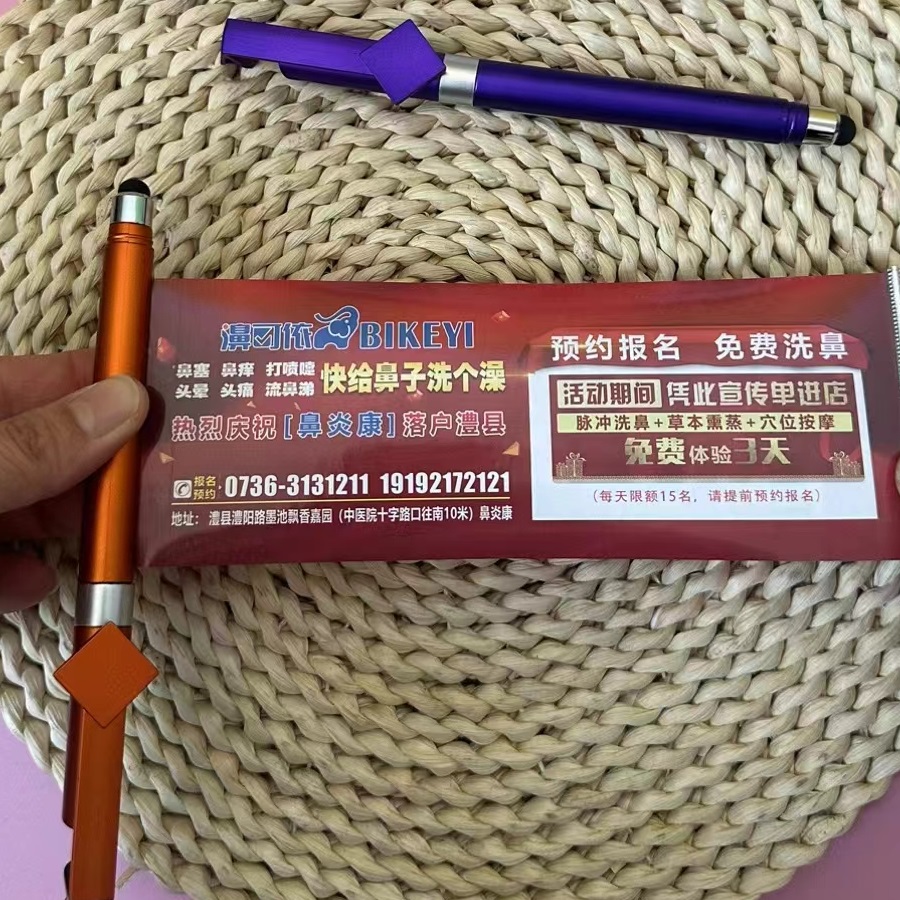 濞可依 BIKEYI
鼻塞 鼻痒 打喷嚏
头晕 头痛 流鼻涕
快给鼻子洗个澡
热烈庆祝[鼻炎康]落户澧县
报名预约: 0736-3131211 19192172121
地址: 澧县澧阳路墨池飘香嘉园(中医院十字路口往南10米)鼻炎康
预约报名 免费洗鼻
活动期间 凭此宣传单进店
脉冲洗鼻+草本熏蒸+穴位按摩
免费体验3天
(每天限额15名,请提前预约报名)